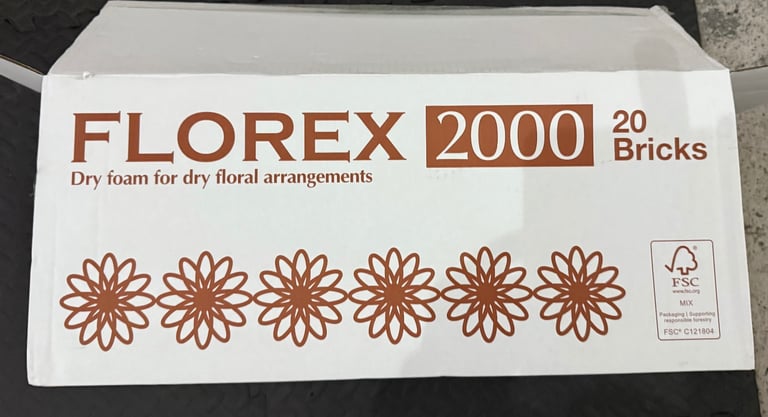 FLOREX 2000 20 Bricks
Dry foam for dry floral arrangements
FSC
www.fsc.org
MIX
Packaging | Supporting
responsible forestry
FSC® C121804